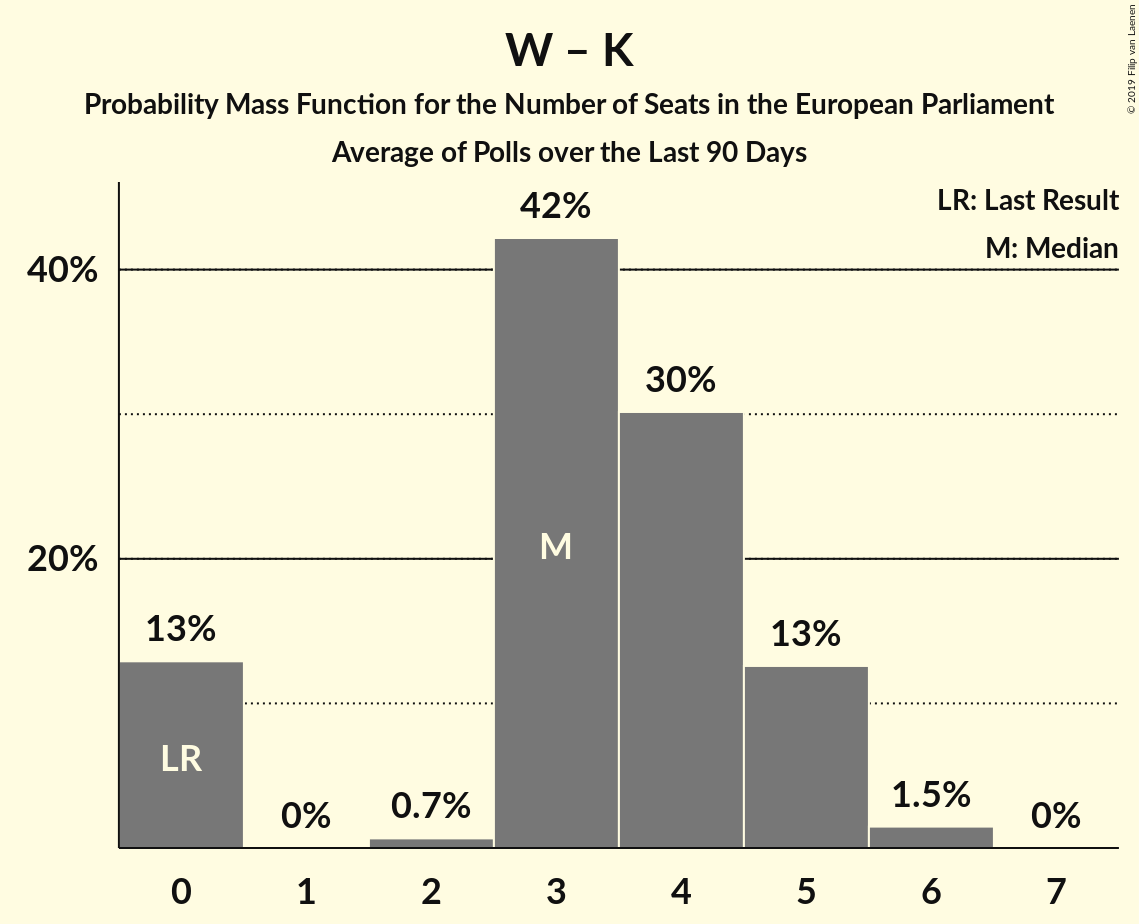 W – K
Probability Mass Function for the Number of Seats in the European Parliament
Average of Polls over the Last 90 Days
© 2019 Filip van Laenen
LR: Last Result
M: Median
40%
20%
13%
0%
0.7%
42%
30%
13%
1.5%
0%
LR
M
0 1 2 3 4 5 6 7